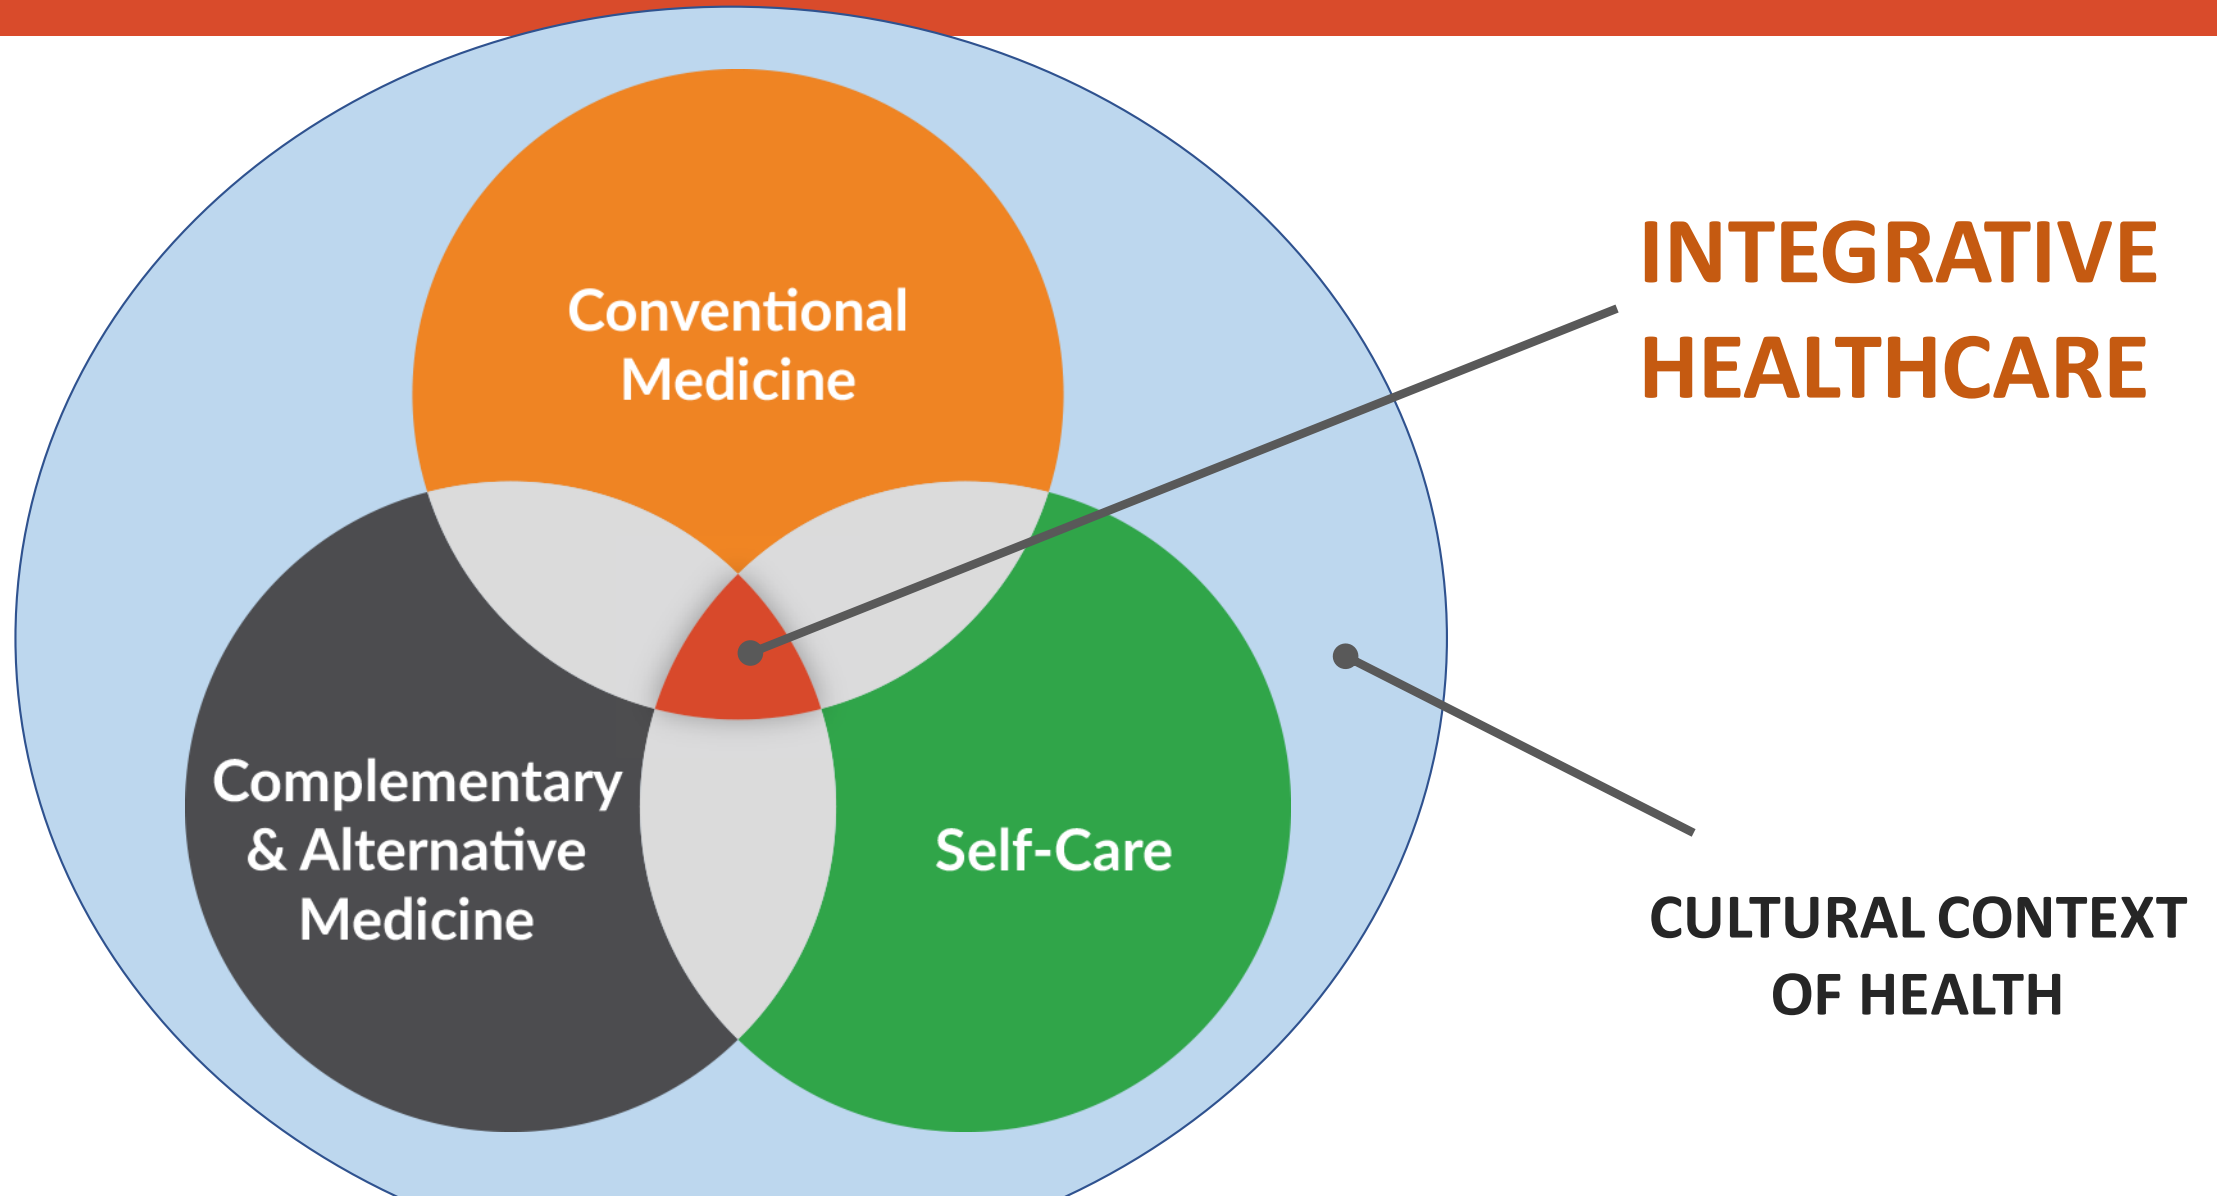 Conventional
Medicine
Complementary
& Alternative
Medicine
Self-Care
INTEGRATIVE
HEALTHCARE
CULTURAL CONTEXT
OF HEALTH